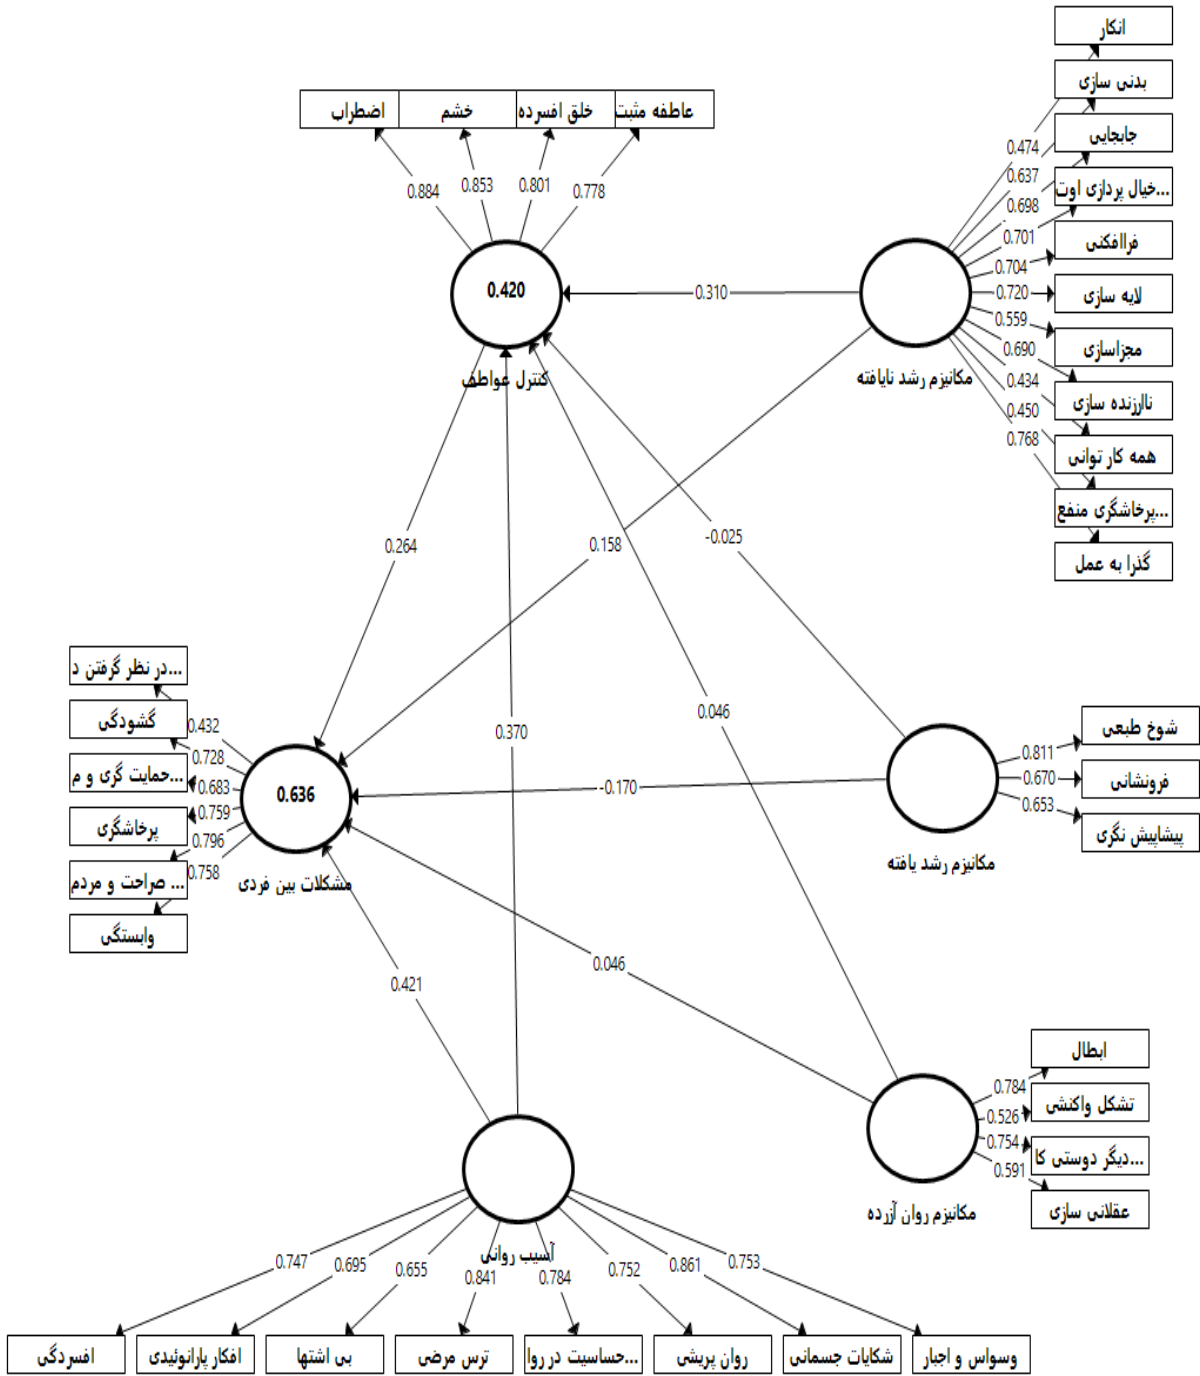 انکار
بدنی سازی
جابجایی
خیال پردازی اوت...
فراافکنی
لایه سازی
مجزاسازی
ناارزنده سازی
همه کار توانی
پرخاشگری منفع...
گذرا به عمل
0.474
0.637
0.698
0.701
0.704
0.720
0.559
0.690
0.434
0.450
0.768
مکانیزم رشد نایافته
عاطفه مثبت
خلق افسرده
خشم
اضطراب
0.884
0.853
0.801
0.778
0.420
کنترل عواطف
0.310
0.264
0.158
-0.025
0.046
0.370
در نظر گرفتن د...
گشودگی
حمایت گری و م...
پرخاشگری
صراحت و مردم ...
وابستگی
0.432
0.728
0.683
0.759
0.796
0.758
0.636
مشکلات بین فردی
-0.170
شوخ طبعی
فرونشانی
پیشاپیش نگری
0.811
0.670
0.653
مکانیزم رشد یافته
0.046
0.421
ابطال
تشکل واکنشی
دیگر دوستی کا...
عقلانی سازی
0.784
0.526
0.754
0.591
مکانیزم روان آزرده
آسیب روانی
0.747
0.695
0.655
0.841
0.784
0.752
0.861
0.753
وسواس و اجبار
شکایات جسمانی
روان پریشی
حساسیت در روا...
ترس مرضی
بی اشتها
افکار پارانوئیدی
افسردگی